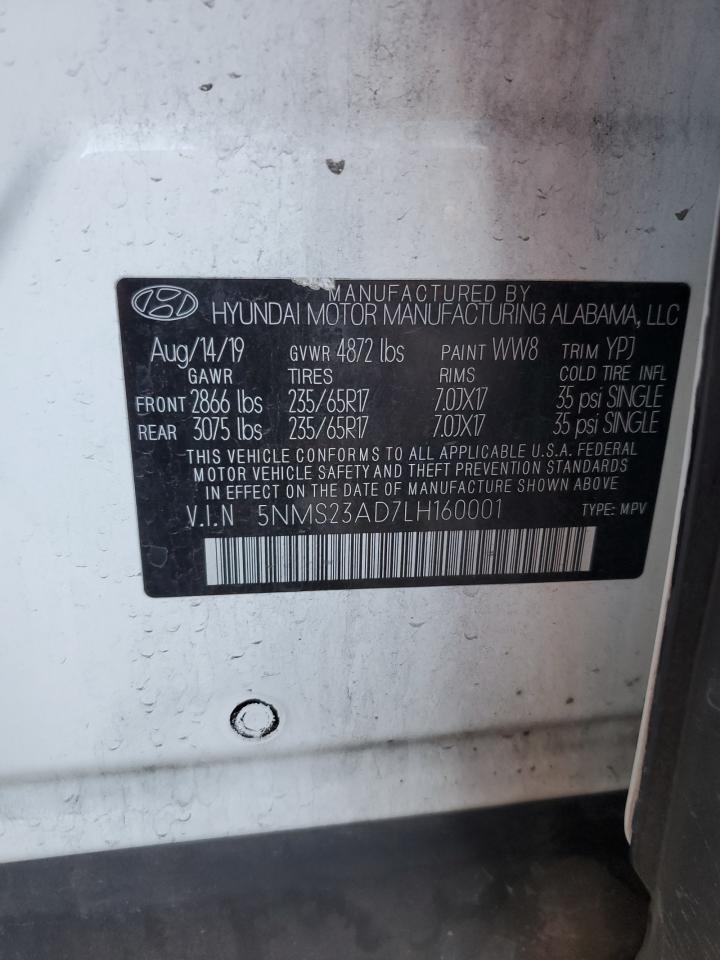 MANUFACTURED BY
HYUNDAI MOTOR MANUFACTURING ALABAMA, LLC
Aug/14/19 GVWR 4872 lbs PAINT WW8 TRIM YPJ
GAWR TIRES RIMS COLD TIRE INFL
FRONT 2866 lbs 235/65R17 7.0JX17 35 psi SINGLE
REAR 3075 lbs 235/65R17 7.0JX17 35 psi SINGLE
THIS VEHICLE CONFORMS TO ALL APPLICABLE U.S.A. FEDERAL
MOTOR VEHICLE SAFETY AND THEFT PREVENTION STANDARDS
IN EFFECT ON THE DATE OF MANUFACTURE SHOWN ABOVE
V.I.N 5NMS23AD7LH160001 TYPE: MPV